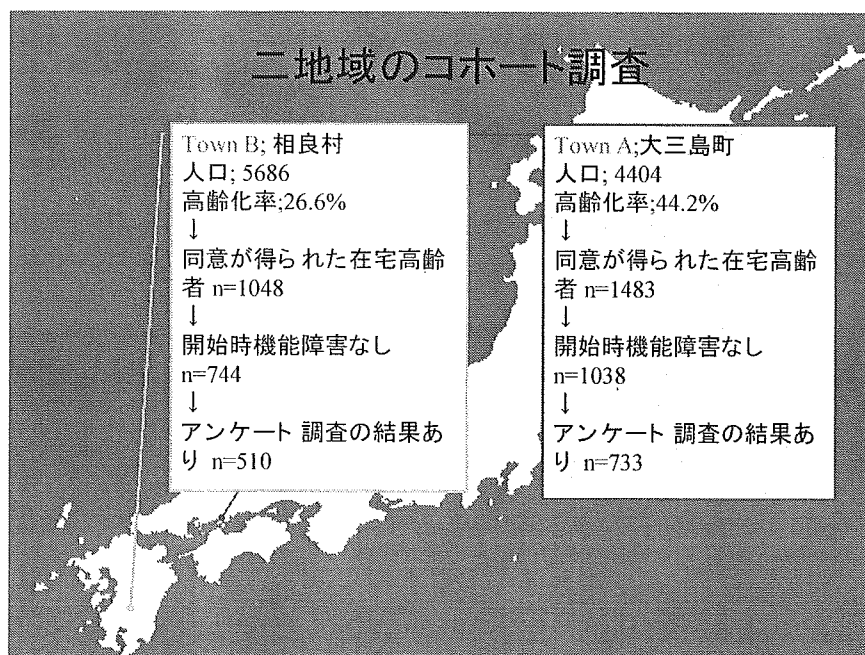 二地域のコホート調査
Town B; 相良村
人口; 5686
高齢化率;26.6%
↓
同意が得られた在宅高齢
者 n=1048
↓
開始時機能障害なし
n=744
↓
アンケート 調査の結果あ
り n=510
Town A;大三島町
人口; 4404
高齢化率;44.2%
↓
同意が得られた在宅高齢
者 n=1483
↓
開始時機能障害なし
n=1038
↓
アンケート 調査の結果あ
り n=733